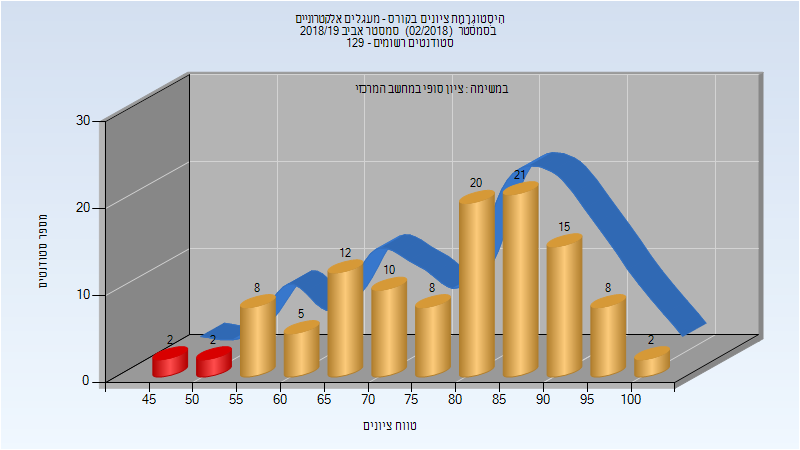 היסטוגרמת ציונים בקורס - מעגלים אלקטרוניים
בסמסטר (02/2018) סמסטר אביב 2018/19
סטודנטים רשומים - 129
במשימה : ציון סופי במחשב המרכזי
מספר סטודנטים
30
20
10
0
2
2
8
5
12
10
8
20
21
15
8
2
45 50 55 60 65 70 75 80 85 90 95 100
טווח ציונים